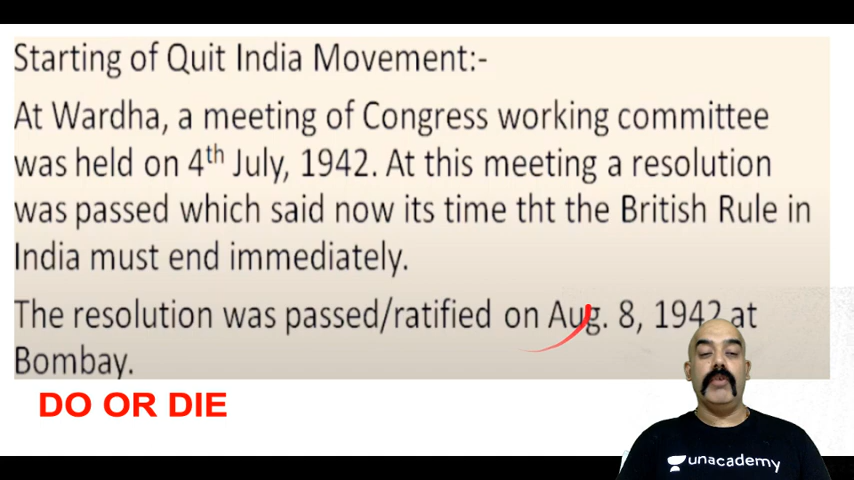 Starting of Quit India Movement:-
At Wardha, a meeting of Congress working committee
was held on 4th July, 1942. At this meeting a resolution
was passed which said now its time tht the British Rule in
India must end immediately.
The resolution was passed/ratified on Aug. 8, 1942 at
Bombay.
DO OR DIE
unacademy